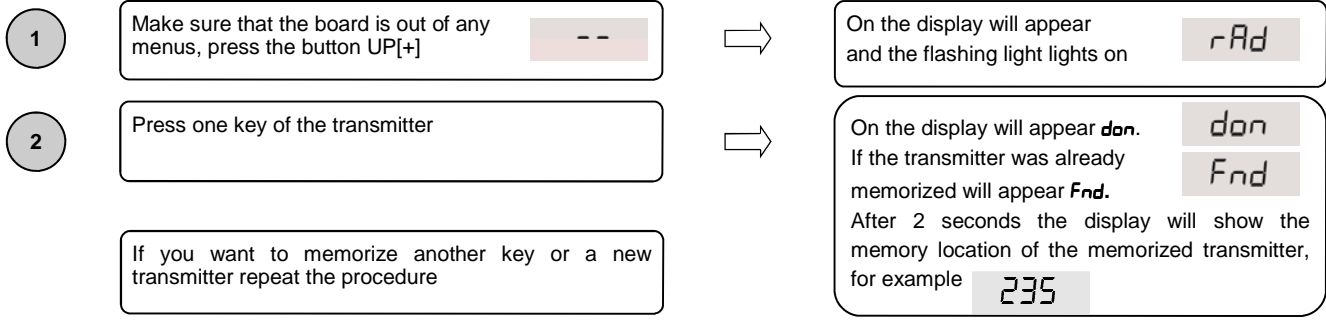 1
Make sure that the board is out of any
menus, press the button UP[+]
--
On the display will appear
and the flashing light lights on
rAd
2
Press one key of the transmitter
On the display will appear don.
don
If the transmitter was already
memorized will appear Fnd.
Fnd
After 2 seconds the display will show the
memory location of the memorized transmitter,
for example 235
If you want to memorize another key or a new
transmitter repeat the procedure